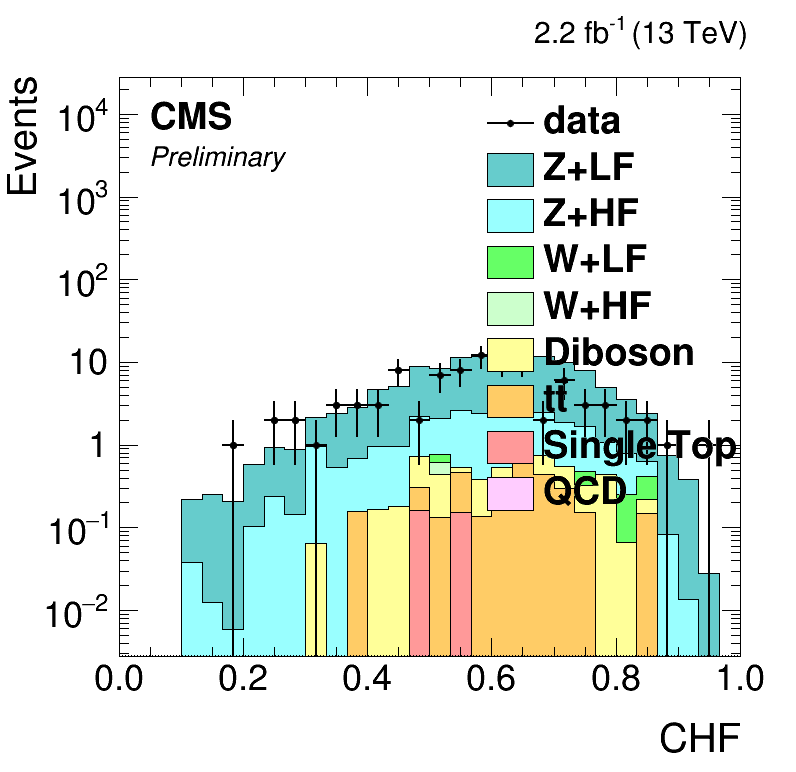 2.2 fb⁻¹ (13 TeV)
Events
CMS
Preliminary
data
Z+LF
Z+HF
W+LF
W+HF
Diboson
tt
Single Top
QCD
10⁴
10³
10²
10
1
10⁻¹
10⁻²
0.0 0.2 0.4 0.6 0.8 1.0
CHF